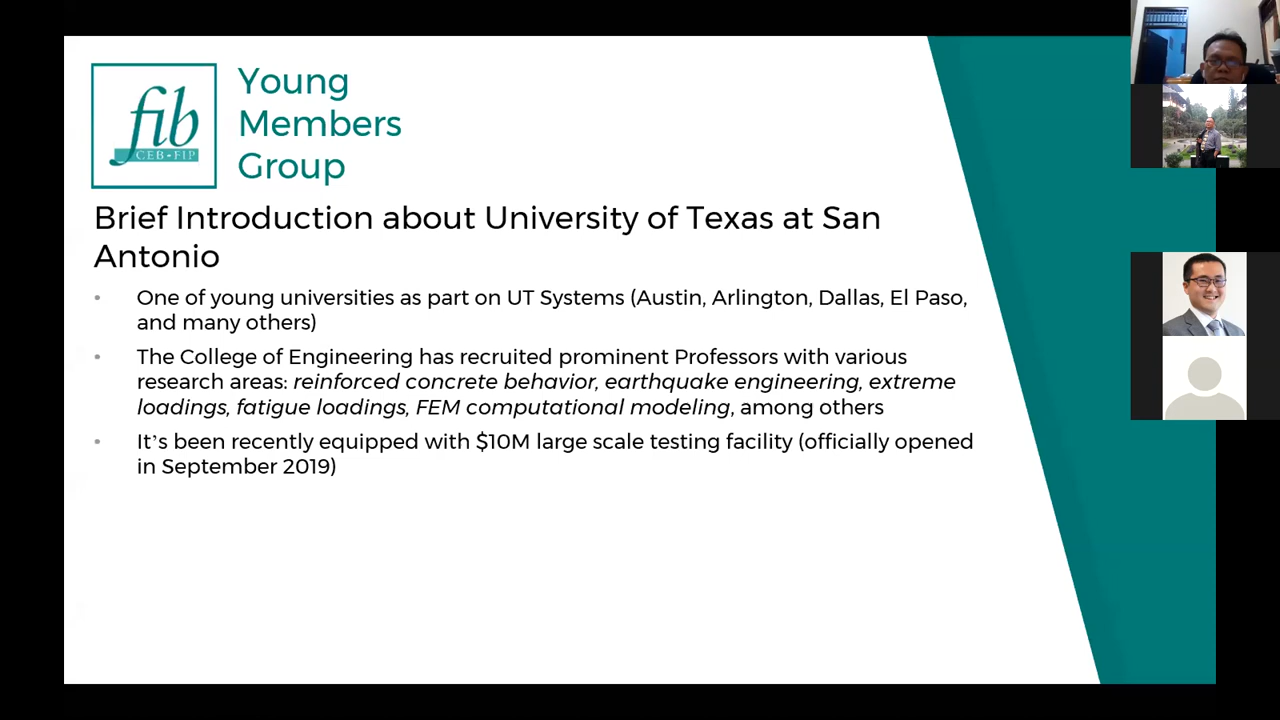 fib
CEB-FIP
Young
Members
Group
Brief Introduction about University of Texas at San
Antonio
• One of young universities as part on UT Systems (Austin, Arlington, Dallas, El Paso,
and many others)
• The College of Engineering has recruited prominent Professors with various
research areas: reinforced concrete behavior, earthquake engineering, extreme
loadings, fatigue loadings, FEM computational modeling, among others
• It’s been recently equipped with $10M large scale testing facility (officially opened
in September 2019)